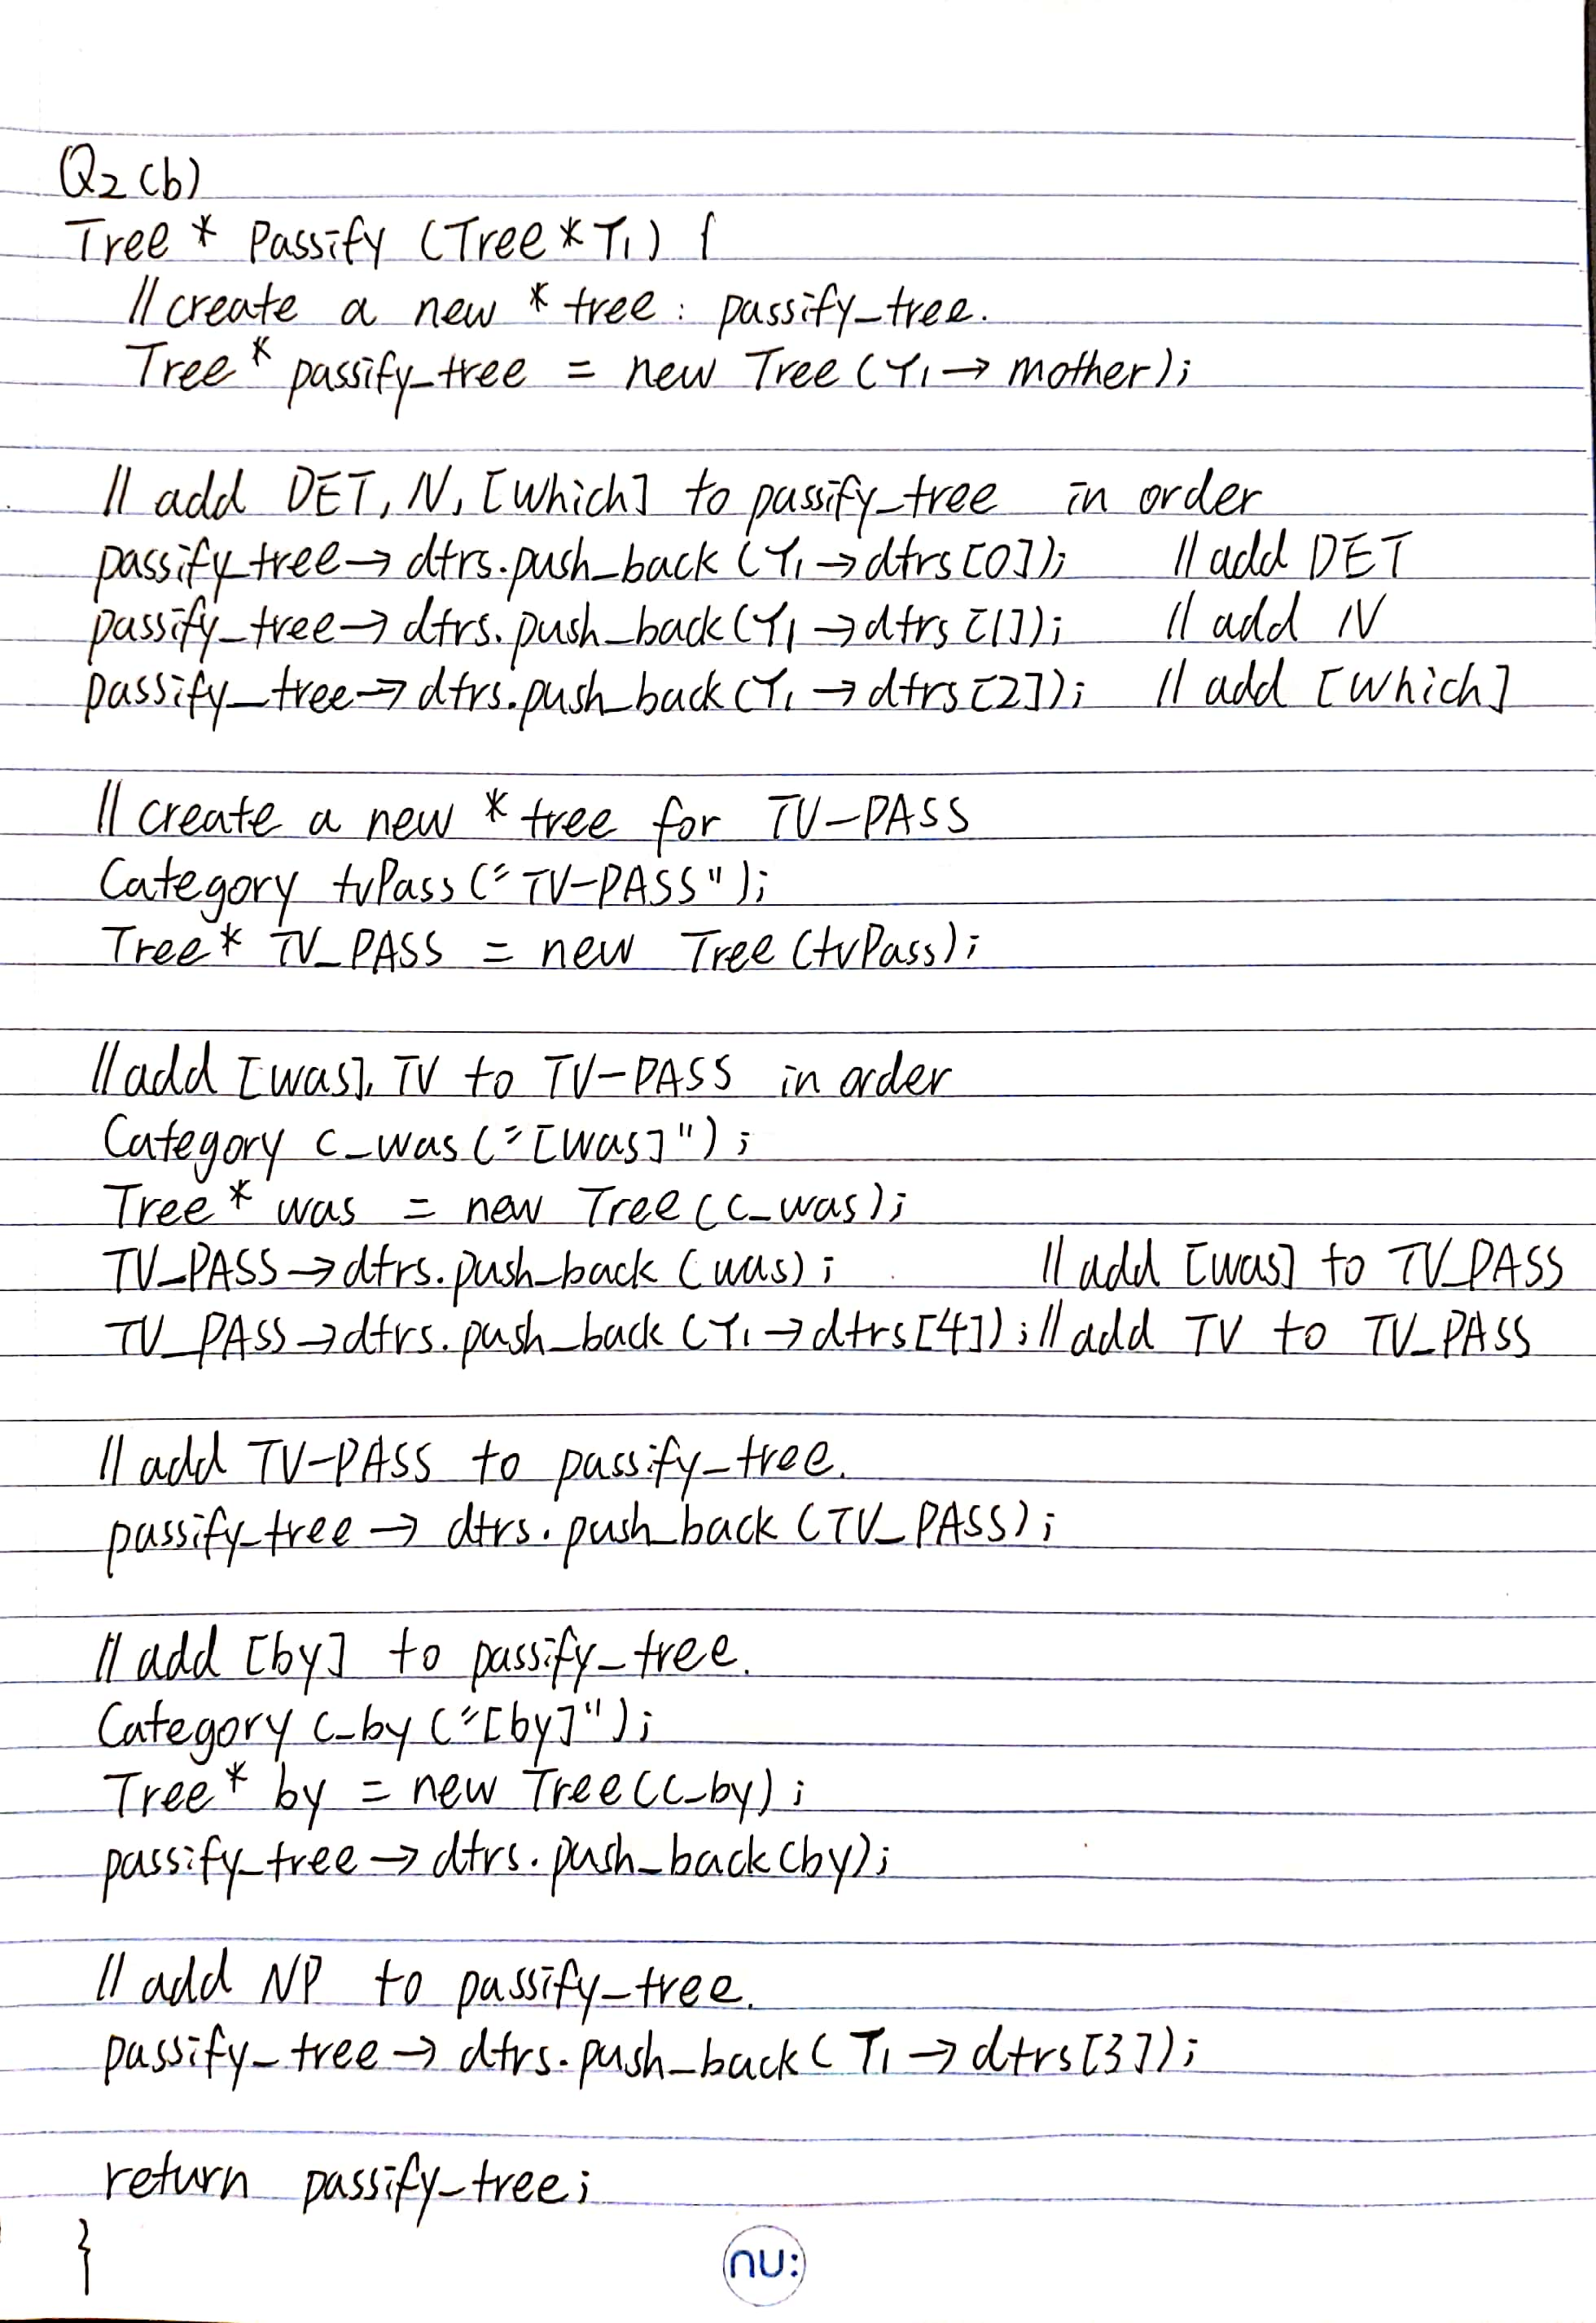 Q2 (b)
Tree * Passify (Tree * T1) {
//create a new * tree : passify_tree.
Tree * passify_tree = new Tree (T1 → mother);
// add DET, N, [which] to passify_tree in order
passify_tree → dtrs.push_back (T1 → dtrs [0]); // add DET
passify_tree → dtrs.push_back (T1 → dtrs [1]); // add N
passify_tree → dtrs.push_back (T1 → dtrs [2]); // add [which]
// create a new * tree for TV-PASS
Category tvPass ("TV-PASS");
Tree * TV_PASS = new Tree (tvPass);
//add [was], TV to TV-PASS in order
Category c_was ("[was]");
Tree * was = new Tree (c_was);
TV_PASS → dtrs.push_back (was); // add [was] to TV_PASS
TV_PASS → dtrs.push_back (T1 → dtrs [4]); // add TV to TV_PASS
// add TV-PASS to passify_tree.
passify_tree → dtrs.push_back (TV_PASS);
// add [by] to passify_tree.
Category c_by ("[by]");
Tree * by = new Tree (c_by);
passify_tree → dtrs.push_back (by);
// add NP to passify_tree.
passify_tree → dtrs.push_back (T1 → dtrs [3]);
return passify_tree;
}
nu: